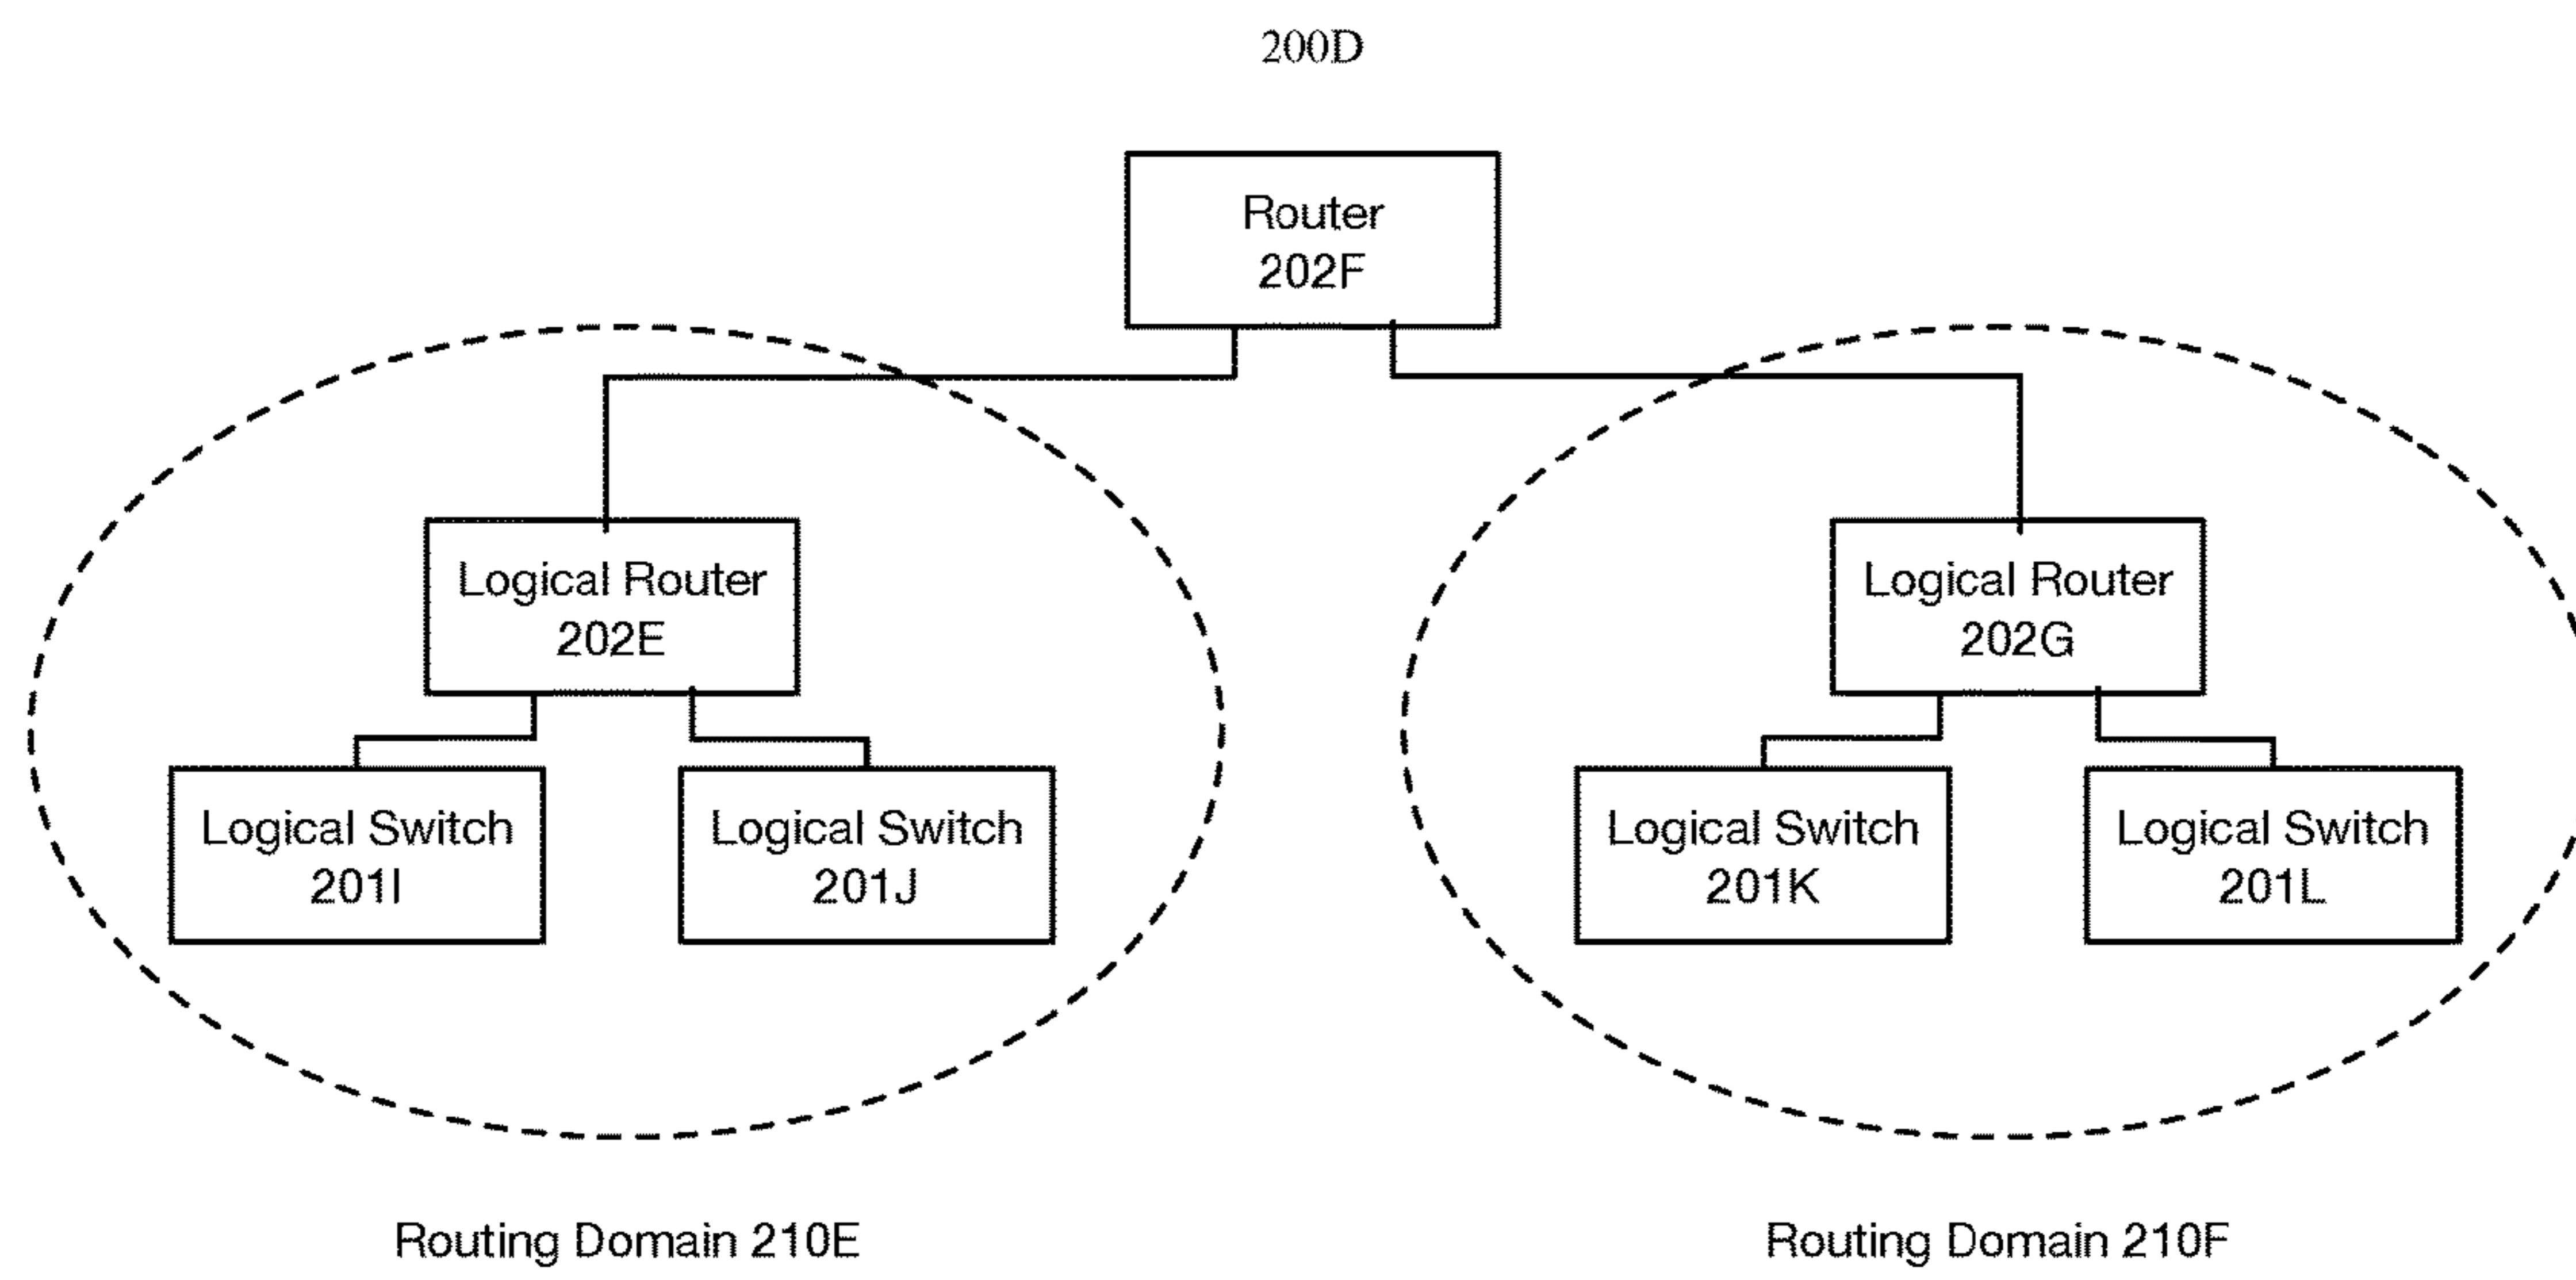 200D
Router
202F
Logical Router
202E
Logical Router
202G
Logical Switch
201I
Logical Switch
201J
Logical Switch
201K
Logical Switch
201L
Routing Domain 210E
Routing Domain 210F